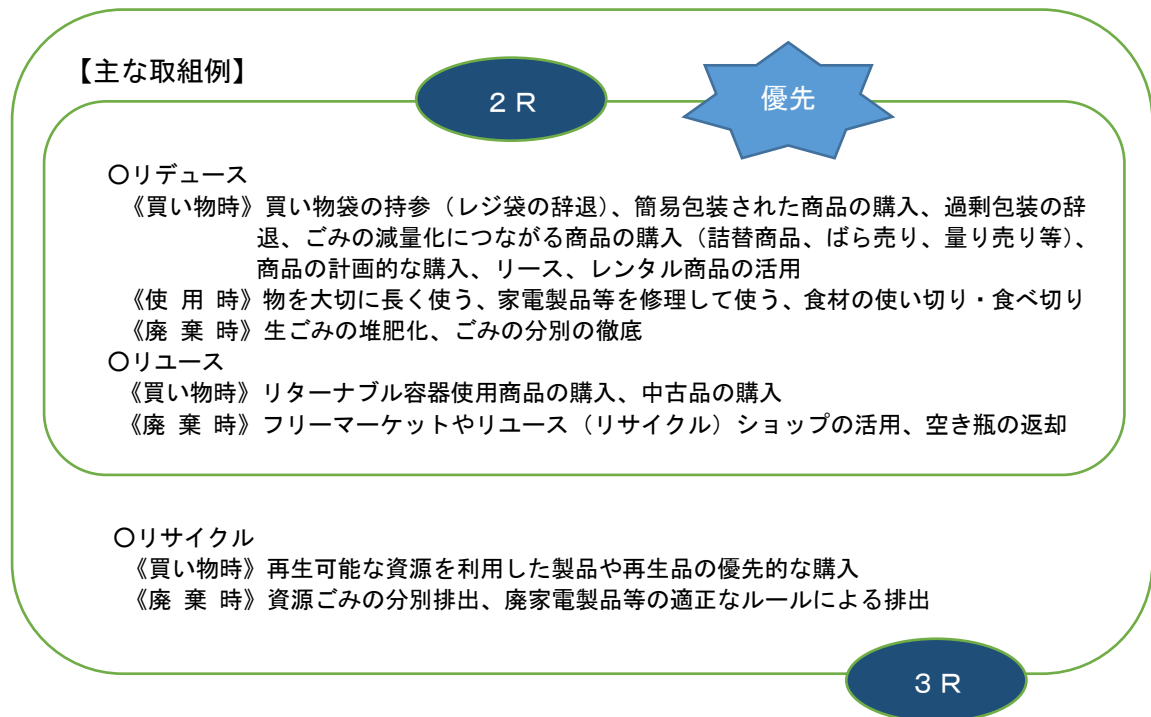 【主な取組例】
２Ｒ
優先
○リデュース
《買い物時》買い物袋の持参（レジ袋の辞退）、簡易包装された商品の購入、過剰包装の辞
退、ごみの減量化につながる商品の購入（詰替商品、ばら売り、量り売り等）、
商品の計画的な購入、リース、レンタル商品の活用
《使 用 時》物を大切に長く使う、家電製品等を修理して使う、食材の使い切り・食べ切り
《廃 棄 時》生ごみの堆肥化、ごみの分別の徹底
○リユース
《買い物時》リターナブル容器使用商品の購入、中古品の購入
《廃 棄 時》フリーマーケットやリユース（リサイクル）ショップの活用、空き瓶の返却
○リサイクル
《買い物時》再生可能な資源を利用した製品や再生品の優先的な購入
《廃 棄 時》資源ごみの分別排出、廃家電製品等の適正なルールによる排出
３Ｒ